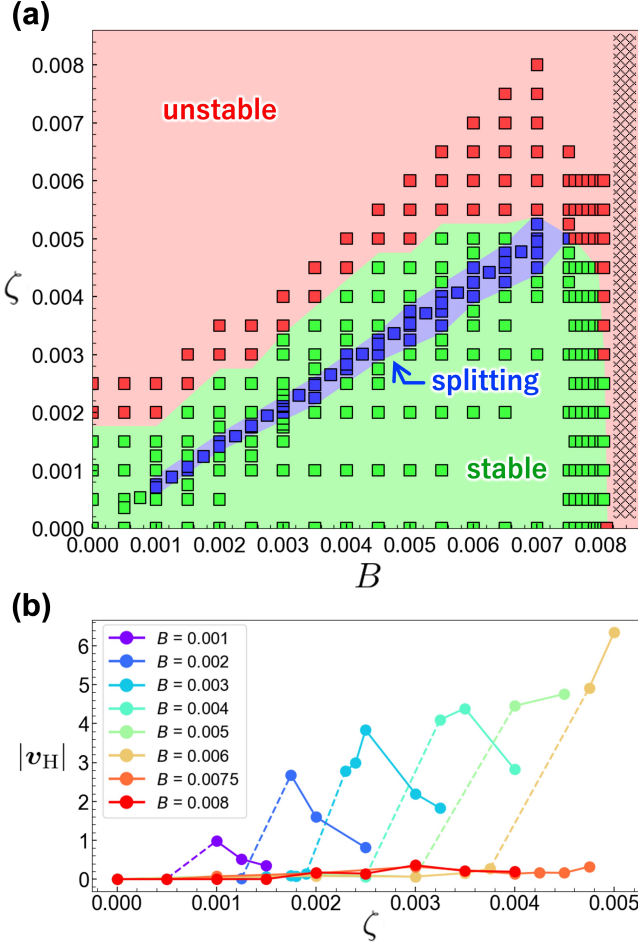 (a)
unstable
splitting
stable
ζ
0.008
0.007
0.006
0.005
0.004
0.003
0.002
0.001
0.000
0.000 0.001 0.002 0.003 0.004 0.005 0.006 0.007 0.008
B
(b)
B = 0.001
B = 0.002
B = 0.003
B = 0.004
B = 0.005
B = 0.006
B = 0.0075
B = 0.008
|v_H|
6
5
4
3
2
1
0
0.000 0.001 0.002 0.003 0.004 0.005
ζ